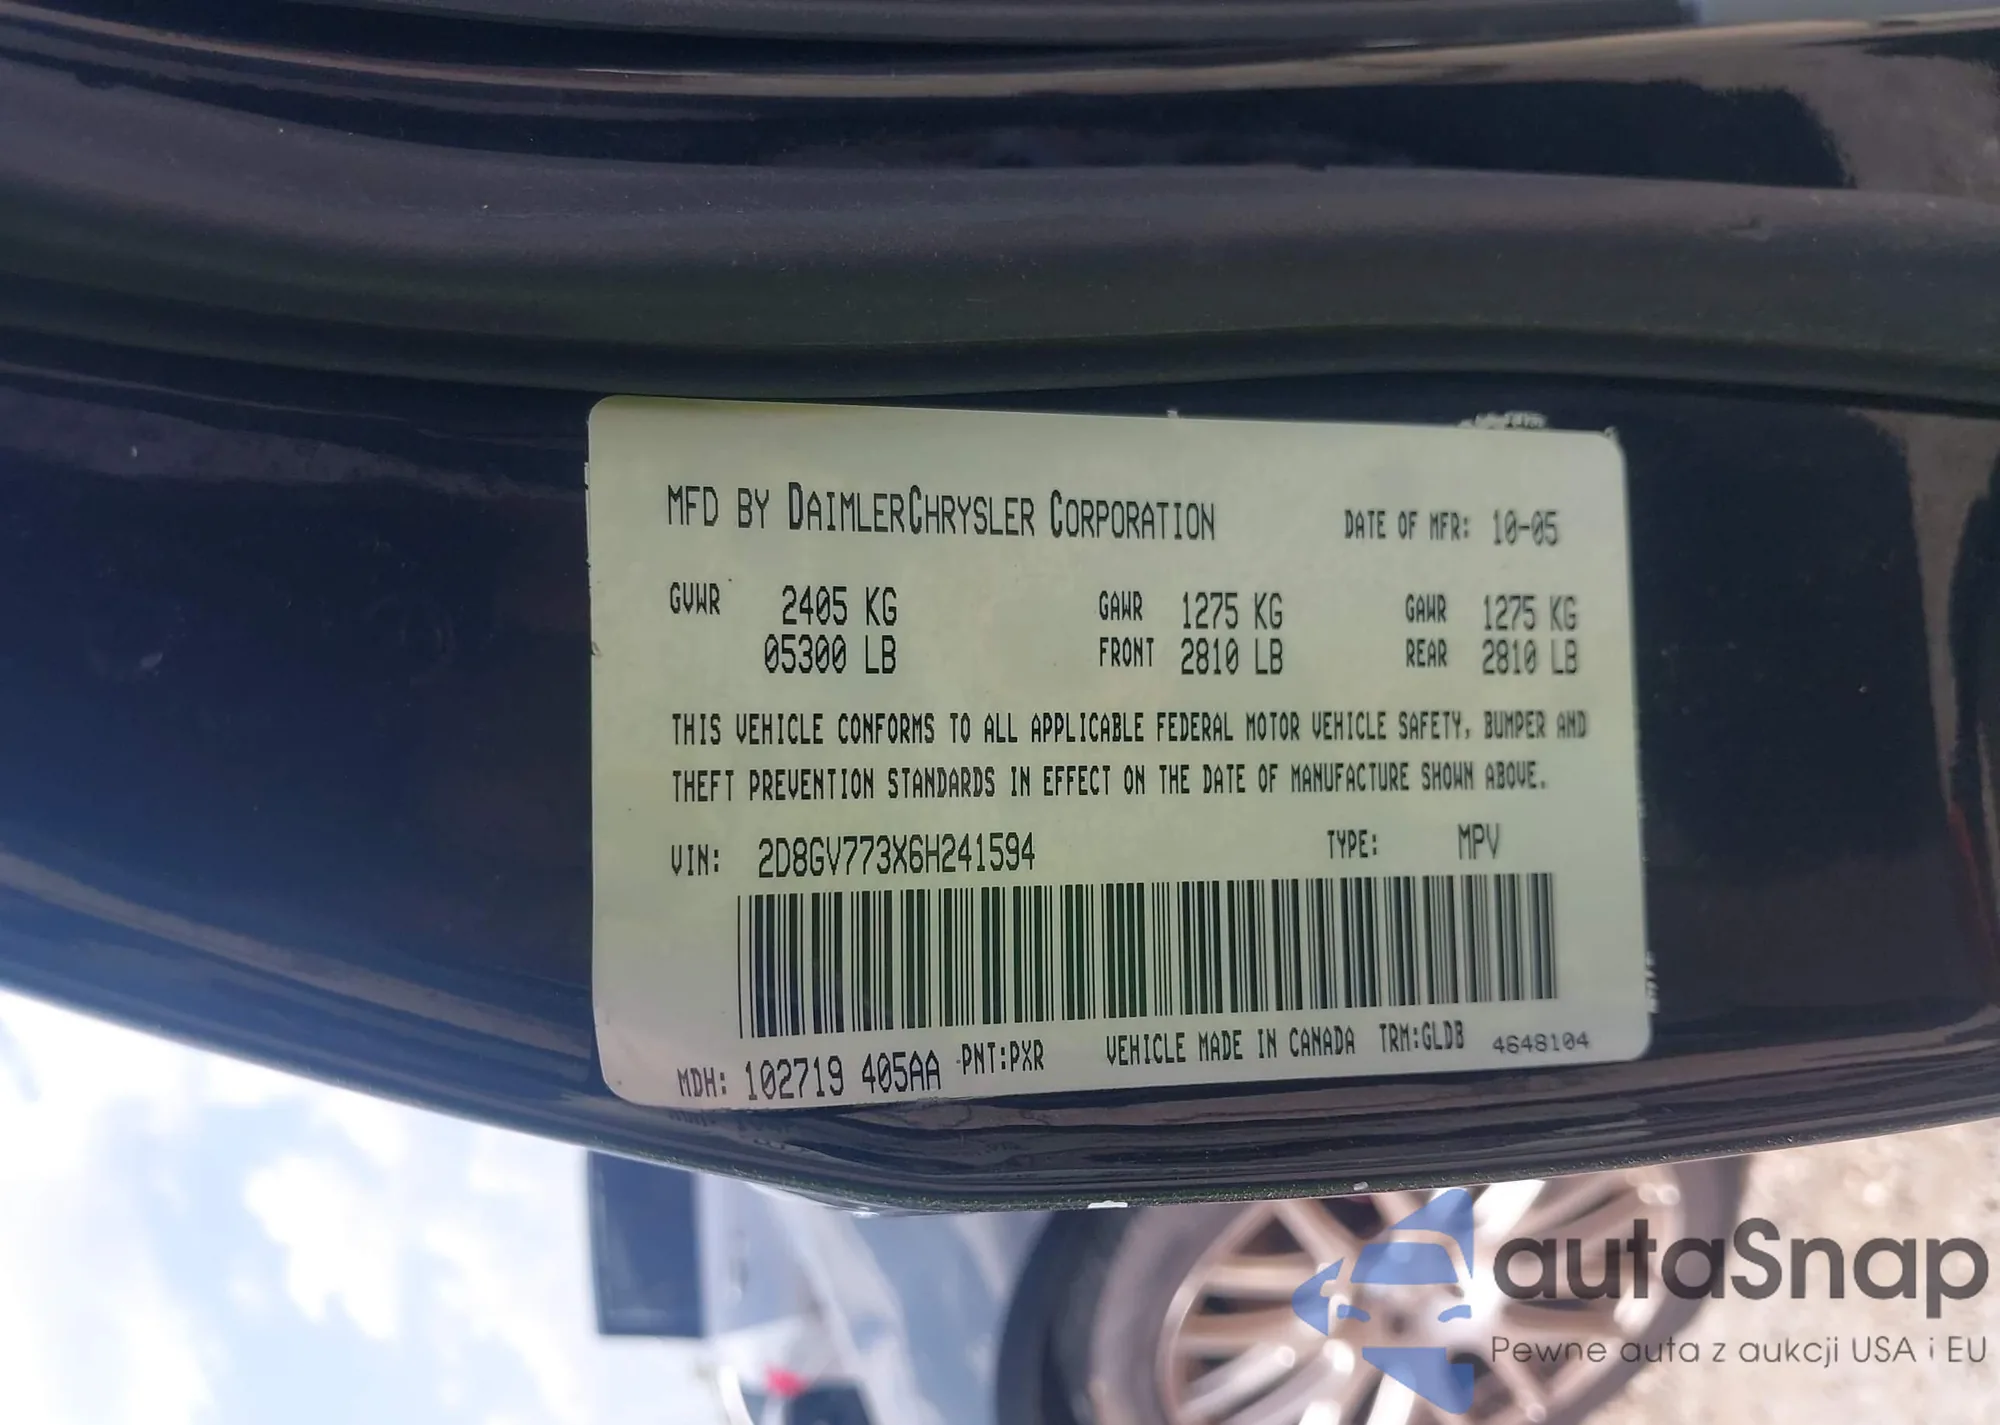 MFD BY DAIMLERCHRYSLER CORPORATION DATE OF MFR: 10-05
GVWR 2405 KG GAWR 1275 KG GAWR 1275 KG
05300 LB FRONT 2810 LB REAR 2810 LB
THIS VEHICLE CONFORMS TO ALL APPLICABLE FEDERAL MOTOR VEHICLE SAFETY, BUMPER AND
THEFT PREVENTION STANDARDS IN EFFECT ON THE DATE OF MANUFACTURE SHOWN ABOVE.
VIN: 2D8GV773X6H241594 TYPE: MPV
MDH: 102719 405AA PNT:PXR VEHICLE MADE IN CANADA TRM:GLDB 4648104
autaSnap
Pewne auta z aukcji USA i EU